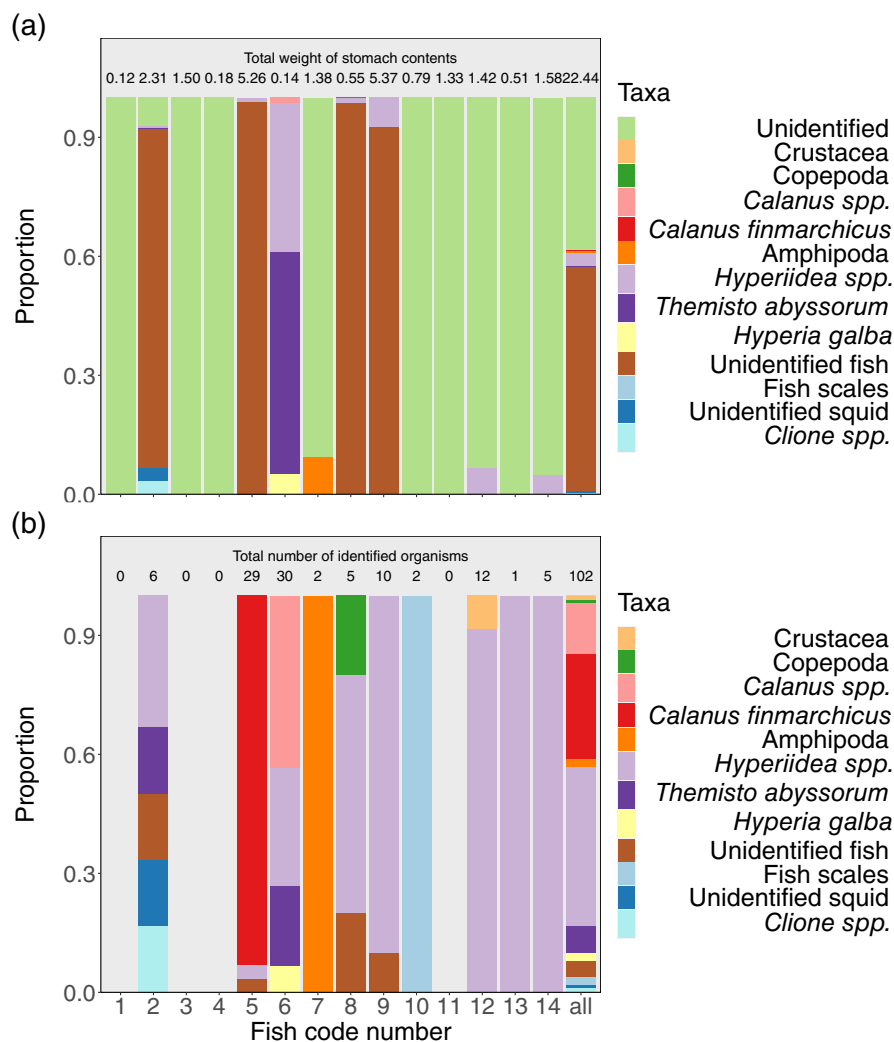 (a)
Total weight of stomach contents
0.12 2.31 1.50 0.18 5.26 0.14 1.38 0.55 5.37 0.79 1.33 1.42 0.51 1.58 22.44
Proportion
0.9
0.6
0.3
0.0
Taxa
Unidentified
Crustacea
Copepoda
Calanus spp.
Calanus finmarchicus
Amphipoda
Hyperiidea spp.
Themisto abyssorum
Hyperia galba
Unidentified fish
Fish scales
Unidentified squid
Clione spp.
(b)
Total number of identified organisms
0 6 0 0 29 30 2 5 10 2 0 12 1 5 102
Proportion
0.9
0.6
0.3
0.0
1 2 3 4 5 6 7 8 9 10 11 12 13 14 all
Fish code number
Taxa
Crustacea
Copepoda
Calanus spp.
Calanus finmarchicus
Amphipoda
Hyperiidea spp.
Themisto abyssorum
Hyperia galba
Unidentified fish
Fish scales
Unidentified squid
Clione spp.